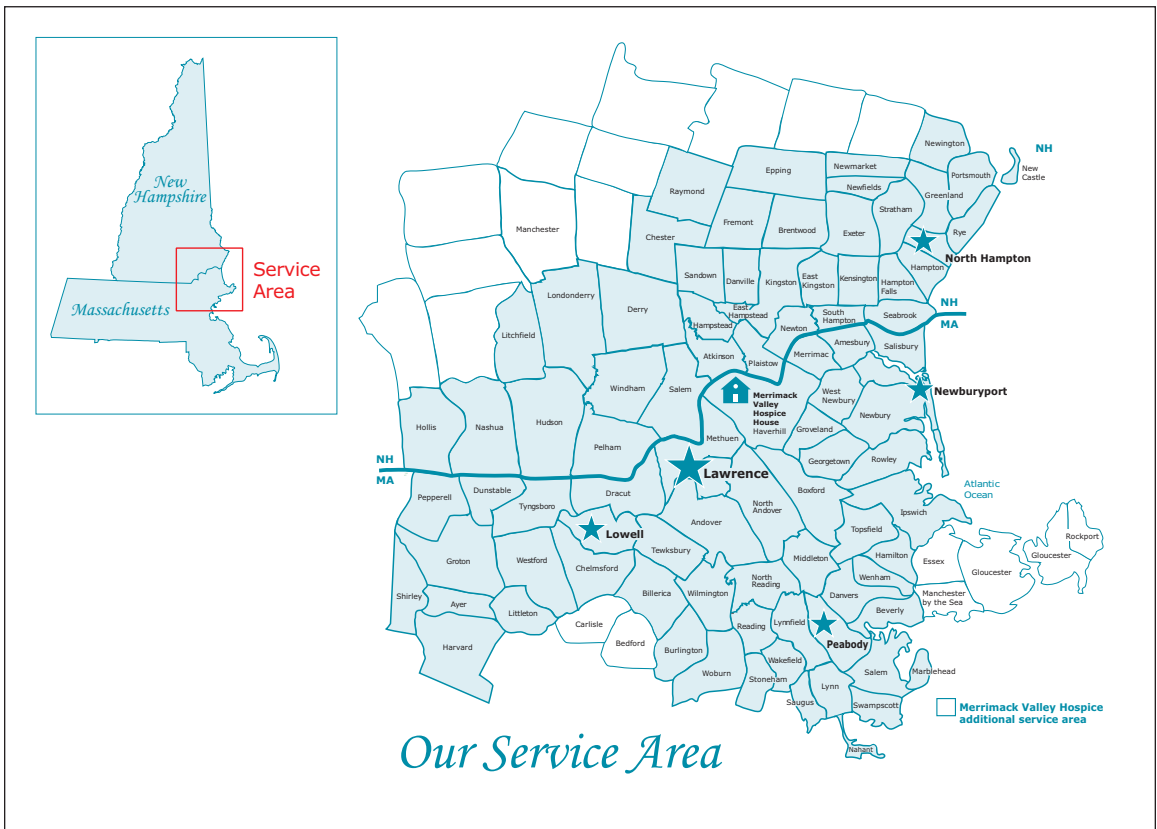 New
Hampshire
Massachusetts
Service
Area
NH
New
Castle
Newington
Portsmouth
Greenland
Rye
Epping
Newmarket
Newfields
Stratham
Raymond
Fremont
Brentwood
Exeter
North Hampton
Manchester
Chester
Hampton
Sandown
Danville
Kingston
East
Kingston
Kensington
Hampton
Falls
Londonderry
Derry
Litchfield
Hampstead
East
Hampstead
Newton
South
Hampton
Seabrook
NH
MA
Atkinson
Plaistow
Merrimac
Amesbury
Salisbury
Windham
Salem
Merrimack
Valley
Hospice
House
Haverhill
West
Newbury
Newburyport
Newbury
Groveland
Hollis
Nashua
Hudson
Pelham
Methuen
Georgetown
Rowley
NH
MA
Lawrence
Pepperell
Dunstable
Tyngsboro
Dracut
North
Andover
Boxford
Atlantic
Ocean
Ipswich
Lowell
Andover
Topsfield
Groton
Westford
Chelmsford
Tewksbury
Middleton
Hamilton
Essex
Gloucester
Gloucester
Rockport
Shirley
Ayer
Littleton
Billerica
Wilmington
North
Reading
Wenham
Danvers
Manchester
by the Sea
Beverly
Carlisle
Bedford
Reading
Lynnfield
Peabody
Harvard
Burlington
Woburn
Stoneham
Wakefield
Salem
Marblehead
Saugus
Lynn
Swampscott
Nahant
Merrimack Valley Hospice
additional service area
Our Service Area